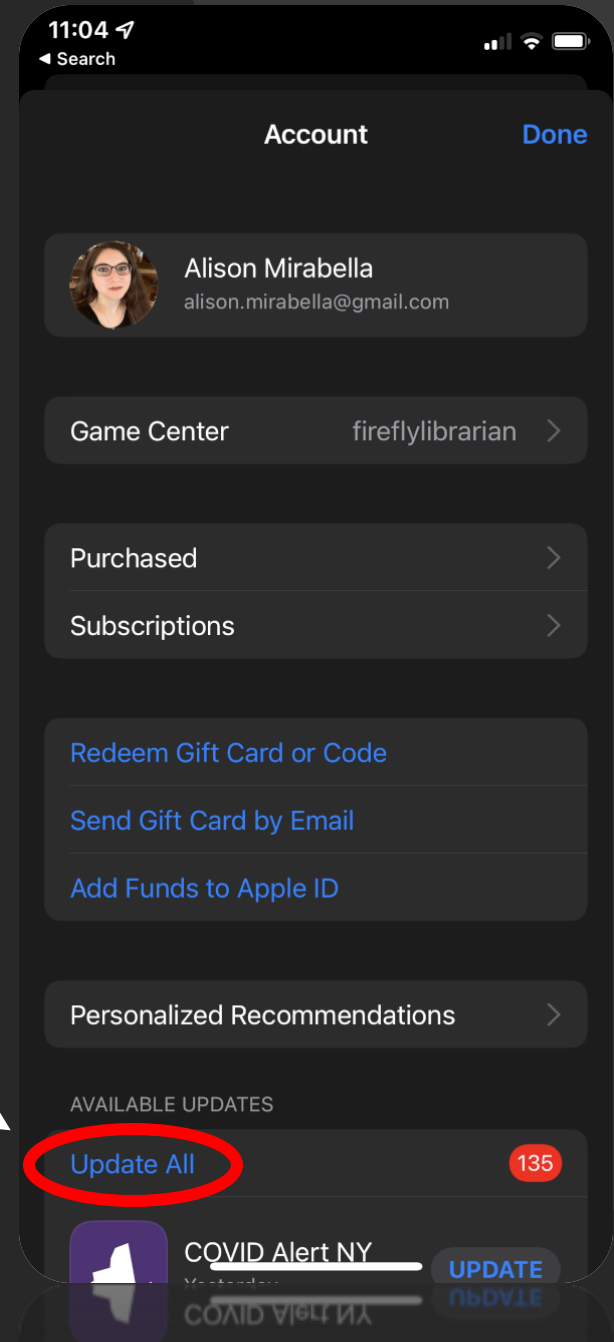 11:04
◀ Search
Account
Done
Alison Mirabella
alison.mirabella@gmail.com
Game Center
fireflylibrarian
Purchased
Subscriptions
Redeem Gift Card or Code
Send Gift Card by Email
Add Funds to Apple ID
Personalized Recommendations
AVAILABLE UPDATES
Update All
135
COVID Alert NY
UPDATE
Yesterday